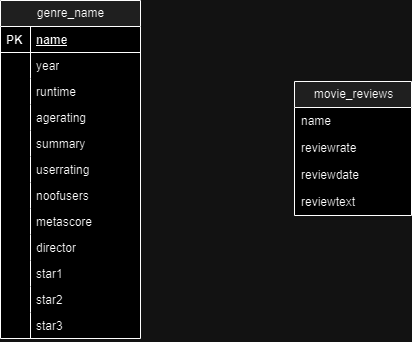 genre_name
PK name
year
runtime
agerating
summary
userrating
noofusers
metascore
director
star1
star2
star3
movie_reviews
name
reviewrate
reviewdate
reviewtext